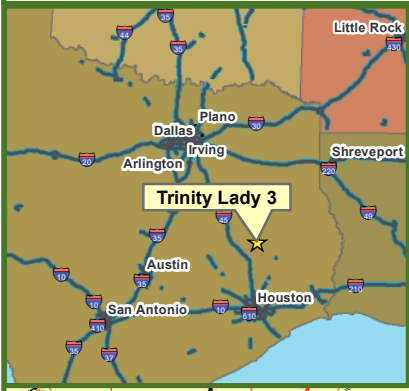 35
44
35
Little Rock
430
Plano
30
Dallas
Irving
20
Arlington
Shreveport
220
Trinity Lady 3
45
49
35
Austin
10
35
210
10
Houston
San Antonio
10
610
410
35
37